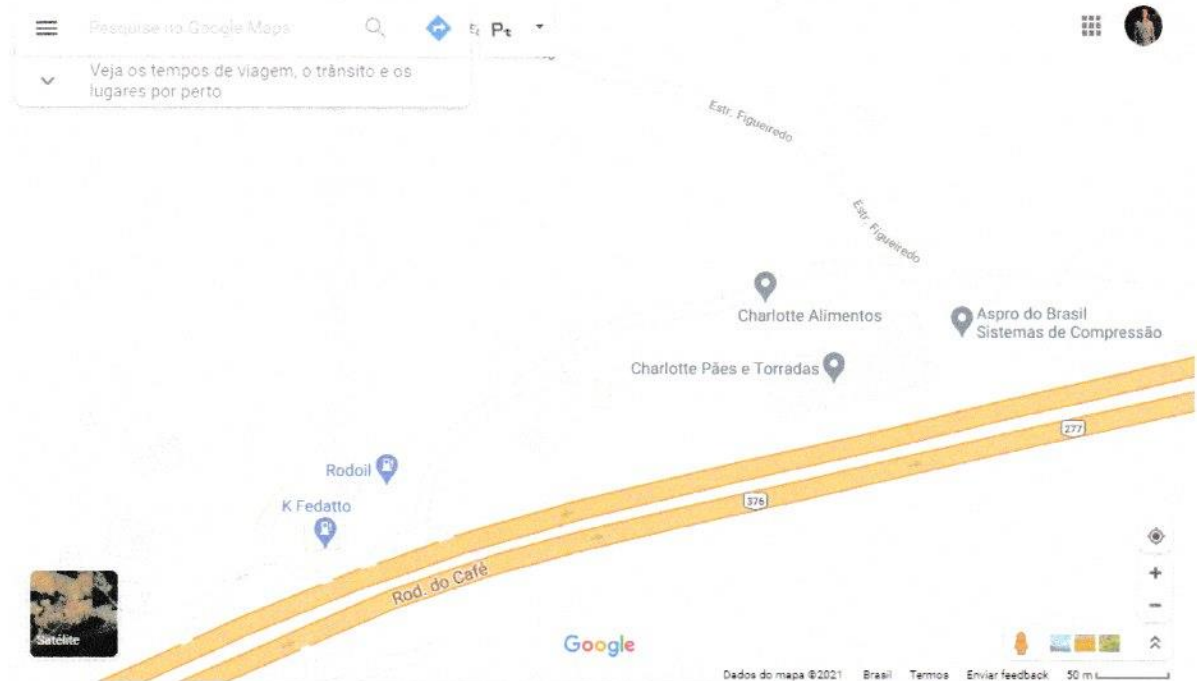 Pesquise no Google Maps
Pt
Veja os tempos de viagem, o trânsito e os
lugares por perto
Estr. Figueiredo
Estr. Figueiredo
Charlotte Alimentos
Aspro do Brasil
Sistemas de Compressão
Charlotte Pães e Torradas
277
Rodoil
376
K Fedatto
Rod. do Café
Satélite
Google
Dados do mapa ©2021 Brasil Termos Enviar feedback 50 m